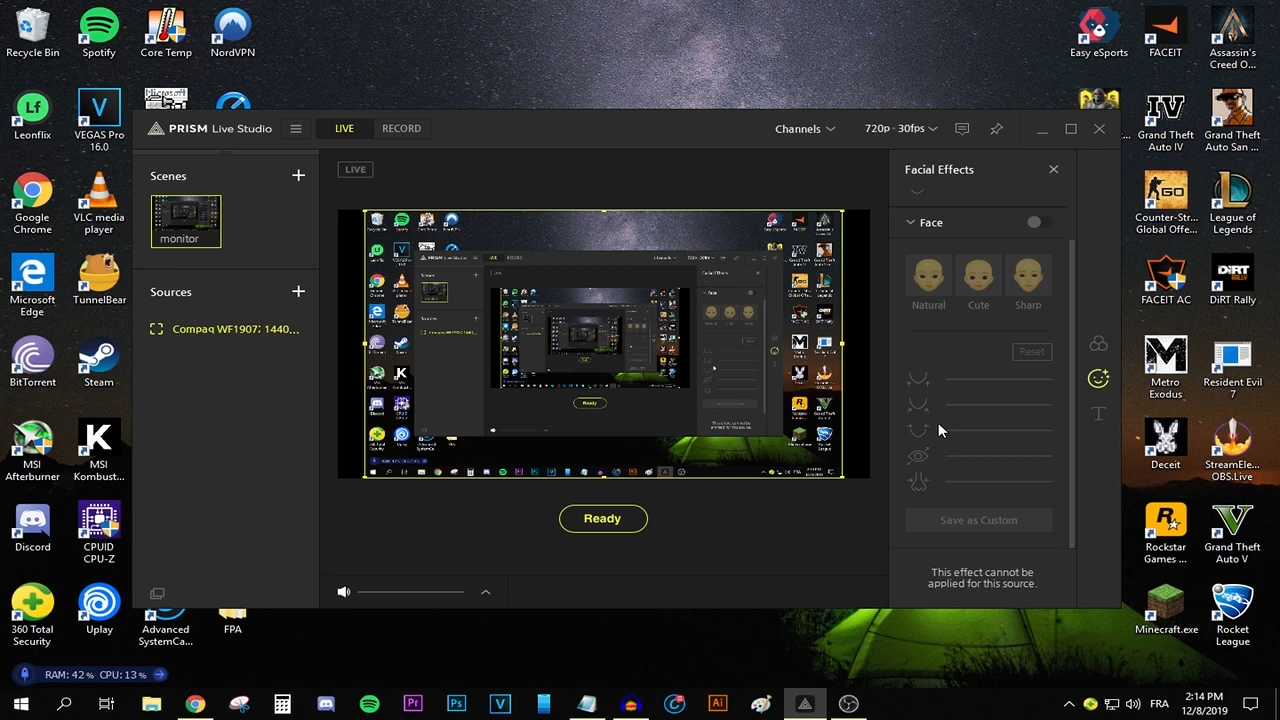 Recycle Bin
Spotify
Core Temp
NordVPN
Easy eSports
FACEIT
Assassin's
Creed O...
Leonflix
VEGAS Pro
16.0
Microsoft
Grand Theft
Auto IV
Grand Theft
Auto San ...
PRISM Live Studio
LIVE
RECORD
Channels
720p · 30fps
LIVE
Facial Effects
Scenes
monitor
Face
Natural
Cute
Sharp
Sources
Compaq WF1907; 1440...
Reset
Save as Custom
This effect cannot be
applied for this source.
Ready
Google
Chrome
VLC media
player
Counter-Str...
Global Offe...
League of
Legends
Microsoft
Edge
TunnelBear
FACEIT AC
DiRT Rally
BitTorrent
Steam
Metro
Exodus
Resident Evil
7
MSI
Afterburner
MSI
Kombust...
Deceit
StreamEle...
OBS.Live
Discord
CPUID
CPU-Z
Rockstar
Games ...
Grand Theft
Auto V
360 Total
Security
Uplay
Advanced
SystemCa...
FPA
Minecraft.exe
Rocket
League
RAM: 42 % CPU: 13 %
FRA
2:14 PM
12/8/2019